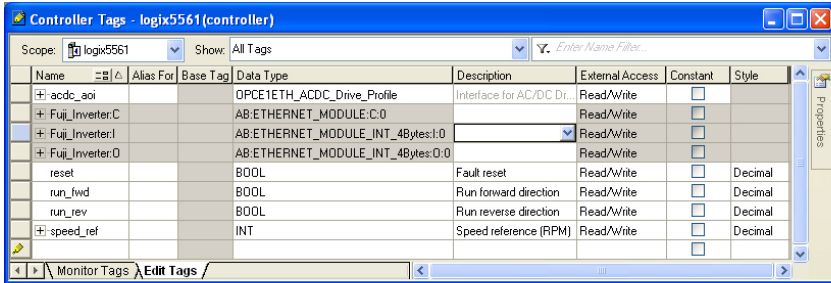 Controller Tags - logix5561(controller)
Scope: logix5561 Show: All Tags Enter Name Filter...
Name Alias For Base Tag Data Type Description External Access Constant Style
acdc_aoi OPCE1ETH_ACDC_Drive_Profile Interface for AC/DC Dr... Read/Write
Fuji_Inverter:C AB:ETHERNET_MODULE:C:0 Read/Write
Fuji_Inverter:I AB:ETHERNET_MODULE_INT_4Bytes:I:0 Read/Write
Fuji_Inverter:O AB:ETHERNET_MODULE_INT_4Bytes:O:0 Read/Write
reset BOOL Fault reset Read/Write Decimal
run_fwd BOOL Run forward direction Read/Write Decimal
run_rev BOOL Run reverse direction Read/Write Decimal
speed_ref INT Speed reference (RPM) Read/Write Decimal
Monitor Tags Edit Tags
Properties